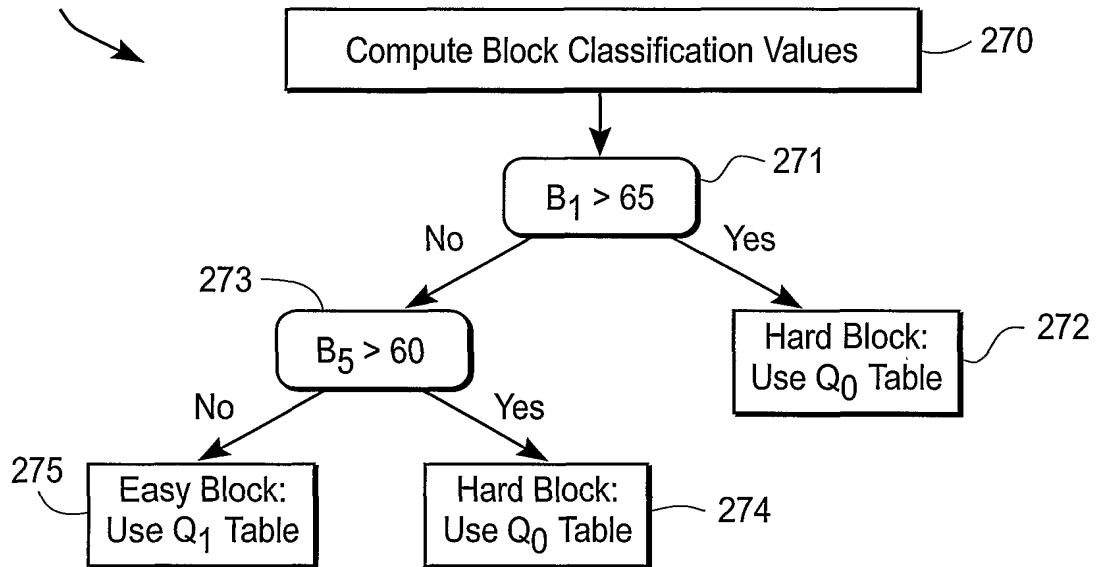 Compute Block Classification Values
270
B1 > 65
271
No
Yes
273
B5 > 60
Hard Block:
Use Q0 Table
272
No
Yes
275
Easy Block:
Use Q1 Table
Hard Block:
Use Q0 Table
274